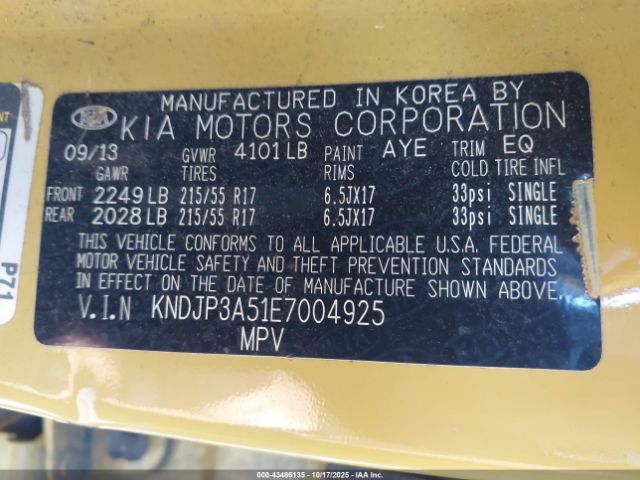 MANUFACTURED IN KOREA BY
KIA KIA MOTORS CORPORATION
09/13 GVWR 4101 LB PAINT AYE TRIM EQ
GAWR TIRES RIMS COLD TIRE INFL
FRONT 2249 LB 215/55 R17 6.5JX17 33psi SINGLE
REAR 2028 LB 215/55 R17 6.5JX17 33psi SINGLE
THIS VEHICLE CONFORMS TO ALL APPLICABLE U.S.A. FEDERAL
MOTOR VEHICLE SAFETY AND THEFT PREVENTION STANDARDS
IN EFFECT ON THE DATE OF MANUFACTURE SHOWN ABOVE.
V.I.N KNDJP3A51E7004925
MPV
P71
000-43486135 - 10/17/2025 - IAAI.COM